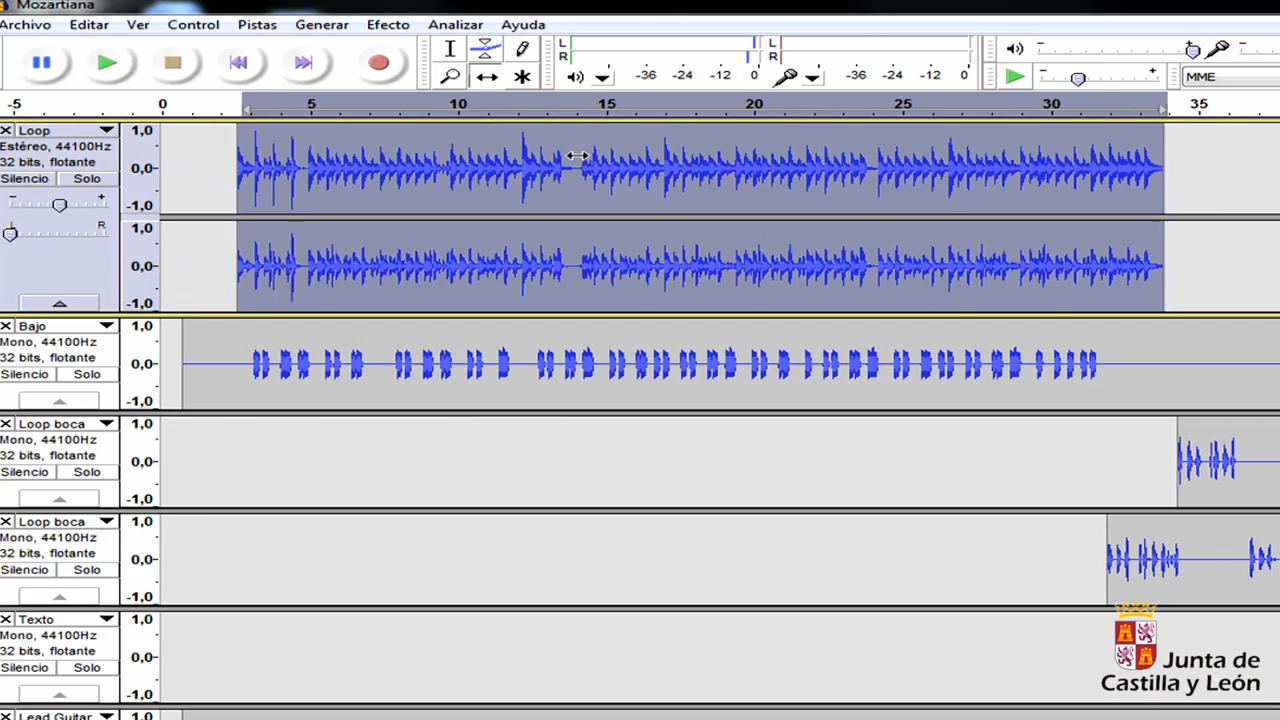 Mozartiana
Archivo Editar Ver Control Pistas Generar Efecto Analizar Ayuda
L
R
-36 -24 -12 0
L
R
-36 -24 -12 0
- +
-
- +
MME
-5 0 5 10 15 20 25 30 35
Loop
Estéreo, 44100Hz
32 bits, flotante
Silencio Solo
- +
L R
1,0
0,0-
-1,0
1,0
0,0-
-1,0
Bajo
Mono, 44100Hz
32 bits, flotante
Silencio Solo
1,0
0,0-
-1,0
Loop boca
Mono, 44100Hz
32 bits, flotante
Silencio Solo
1,0
0,0-
-1,0
Loop boca
Mono, 44100Hz
32 bits, flotante
Silencio Solo
1,0
0,0-
-1,0
Texto
Mono, 44100Hz
32 bits, flotante
Silencio Solo
1,0
0,0-
-1,0
Lead Guitar
1,0
Junta de
Castilla y León